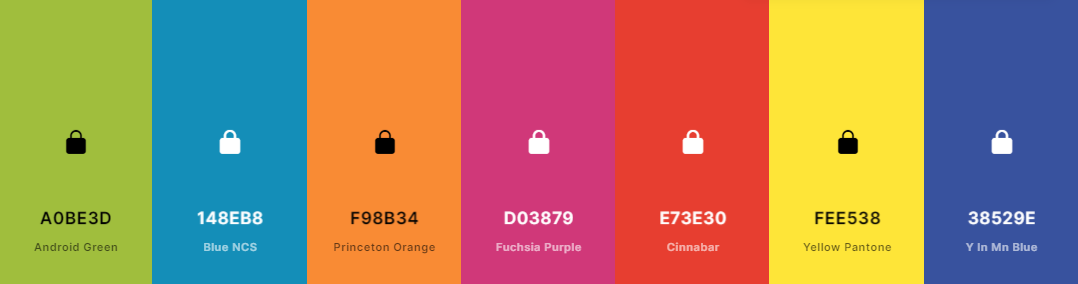 A0BE3D
Android Green
148EB8
Blue NCS
F98B34
Princeton Orange
D03879
Fuchsia Purple
E73E30
Cinnabar
FEE538
Yellow Pantone
38529E
Y In Mn Blue